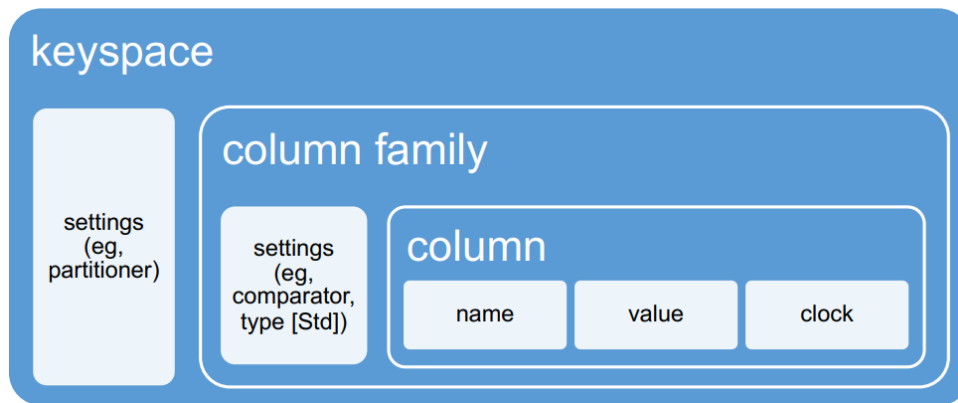 keyspace
settings
(eg,
partitioner)
column family
settings
(eg,
comparator,
type [Std])
column
name
value
clock